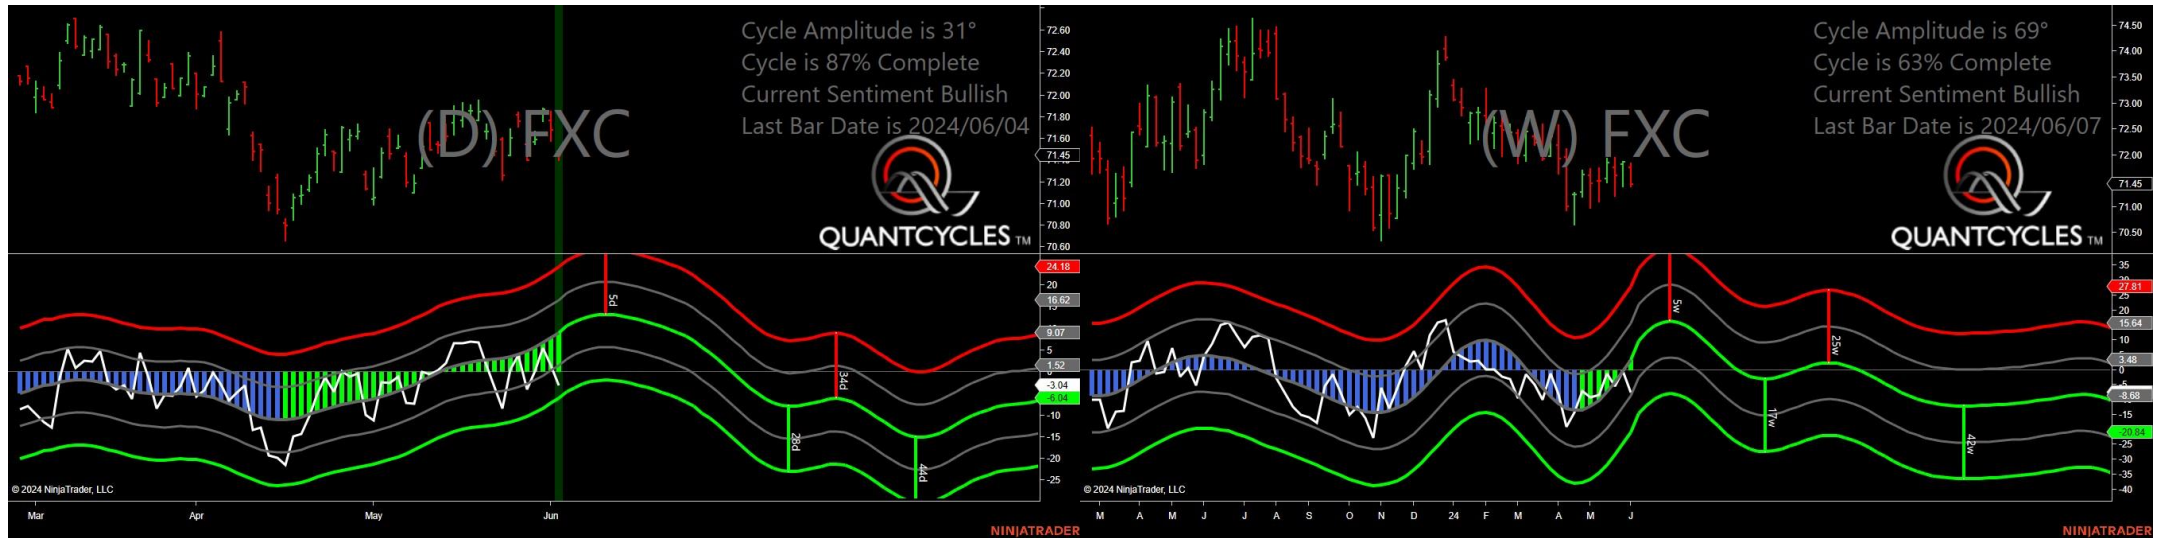 Cycle Amplitude is 31°
Cycle is 87% Complete
Current Sentiment Bullish
Last Bar Date is 2024/06/04
(D) FXC
QUANTCYCLES TM
72.60
72.40
72.20
72.00
71.80
71.60
71.45
71.20
71.00
70.80
70.60
24.18
20
16.62
9.07
5
1.52
-3.04
-6.04
-10
-15
-20
-25
5d
28d
34d
44d
© 2024 NinjaTrader, LLC
Mar Apr May Jun
NINJATRADER
Cycle Amplitude is 69°
Cycle is 63% Complete
Current Sentiment Bullish
Last Bar Date is 2024/06/07
(W) FXC
QUANTCYCLES TM
74.50
74.00
73.50
73.00
72.50
72.00
71.45
71.00
70.50
35
27.81
25
15.64
10
3.48
0
-8.68
-15
-20.84
-25
-30
-35
-40
5w
17w
25w
42w
© 2024 NinjaTrader, LLC
M A M J J A S O N D 24 F M A M J
NINJATRADER